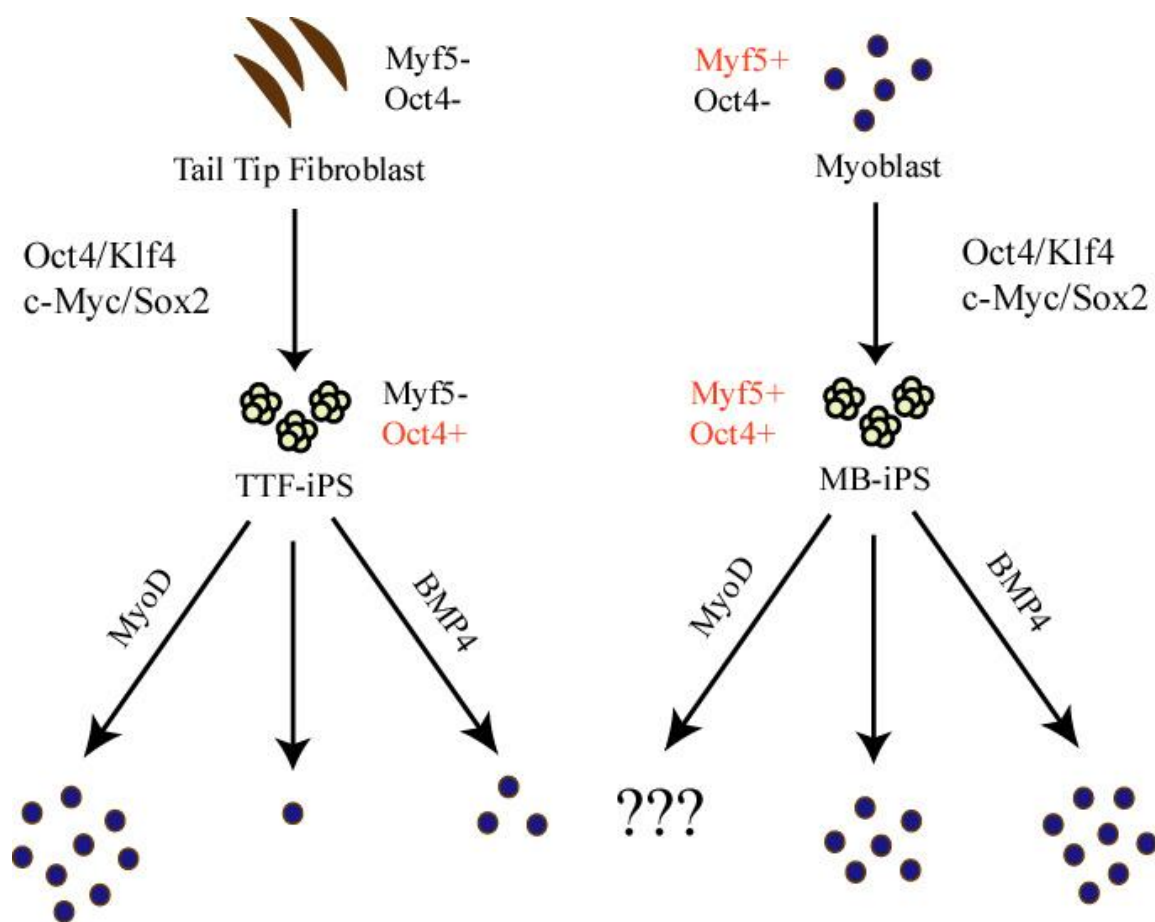 Myf5-
Oct4-
Tail Tip Fibroblast
Oct4/Klf4
c-Myc/Sox2
Myf5-
Oct4+
TTF-iPS
MyoD
BMP4
Myf5+
Oct4-
Myoblast
Oct4/Klf4
c-Myc/Sox2
Myf5+
Oct4+
MB-iPS
MyoD
BMP4
???